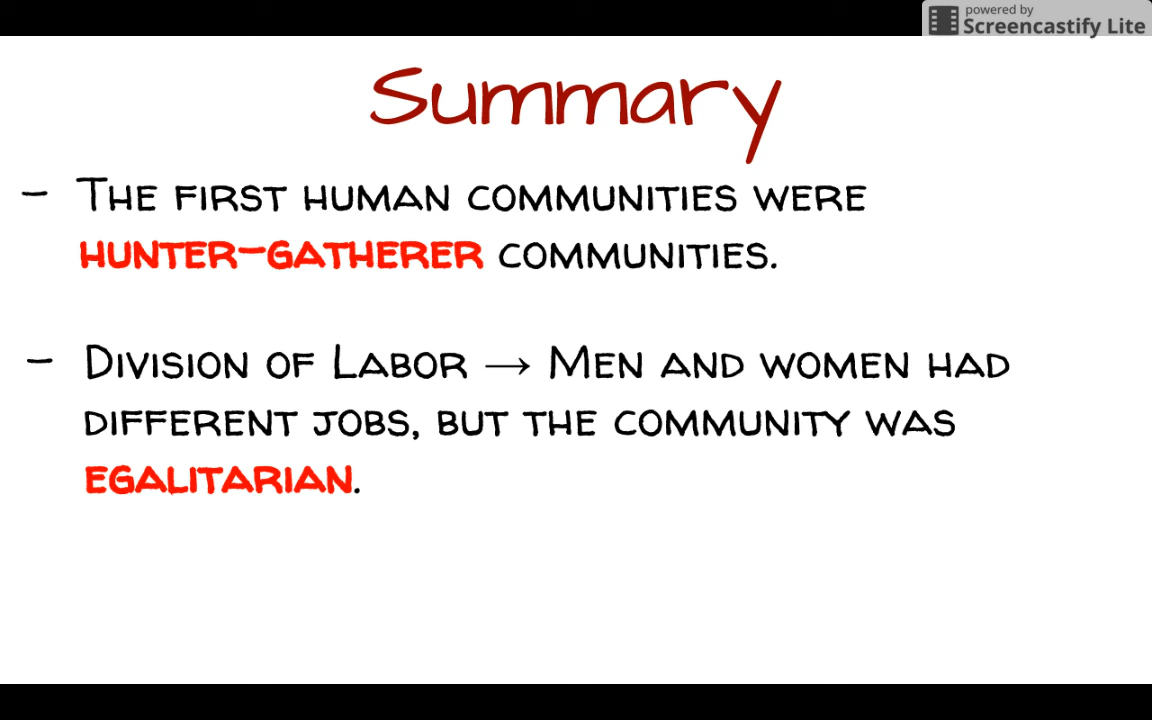 powered by
Screencastify Lite
Summary
- The first human communities were
hunter-gatherer communities.
- Division of Labor → Men and women had
different jobs, but the community was
egalitarian.